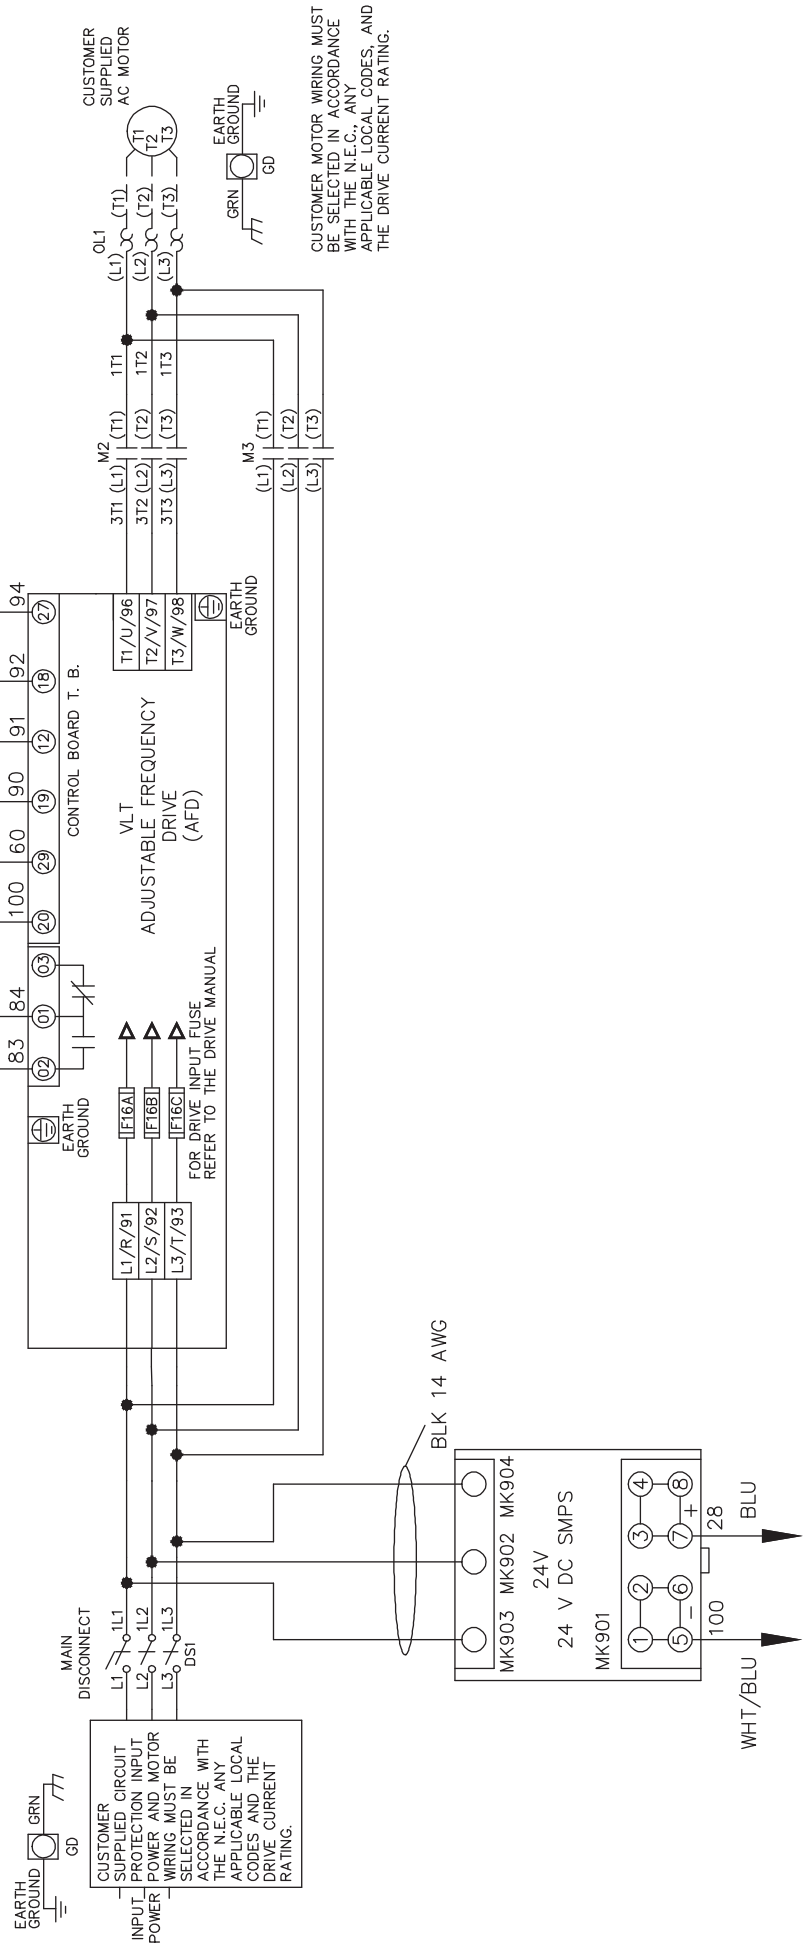 EARTH
GROUND
GRN
GD
INPUT
POWER
CUSTOMER
SUPPLIED CIRCUIT
PROTECTION INPUT
POWER AND MOTOR
WIRING MUST BE
SELECTED IN
ACCORDANCE WITH
THE N.E.C. ANY
APPLICABLE LOCAL
CODES AND THE
DRIVE CURRENT
RATING.
MAIN
DISCONNECT
L1 1L1
L2 1L2
L3 1L3
DS1
BLK 14 AWG
MK903 MK902 MK904
24V
24 V DC SMPS
MK901
1 2 3 4
5 6 7 8
- +
100 28
WHT/BLU
BLU
EARTH
GROUND
83 84 100 60 90 91 92 94
02 01 03 20 29 19 12 18 27
CONTROL BOARD T. B.
L1/R/91
L2/S/92
L3/T/93
F16A
F16B
F16C
FOR DRIVE INPUT FUSE
REFER TO THE DRIVE MANUAL
VLT
ADJUSTABLE FREQUENCY
DRIVE
(AFD)
T1/U/96
T2/V/97
T3/W/98
EARTH
GROUND
M2
3T1 (L1) (T1) 1T1
3T2 (L2) (T2) 1T2
3T3 (L3) (T3) 1T3
M3
(L1) (T1)
(L2) (T2)
(L3) (T3)
OL1
(L1) (T1)
(L2) (T2)
(L3) (T3)
T1
T2
T3
CUSTOMER
SUPPLIED
AC MOTOR
GRN
EARTH
GROUND
GD
CUSTOMER MOTOR WIRING MUST
BE SELECTED IN ACCORDANCE
WITH THE N.E.C., ANY
APPLICABLE LOCAL CODES, AND
THE DRIVE CURRENT RATING.